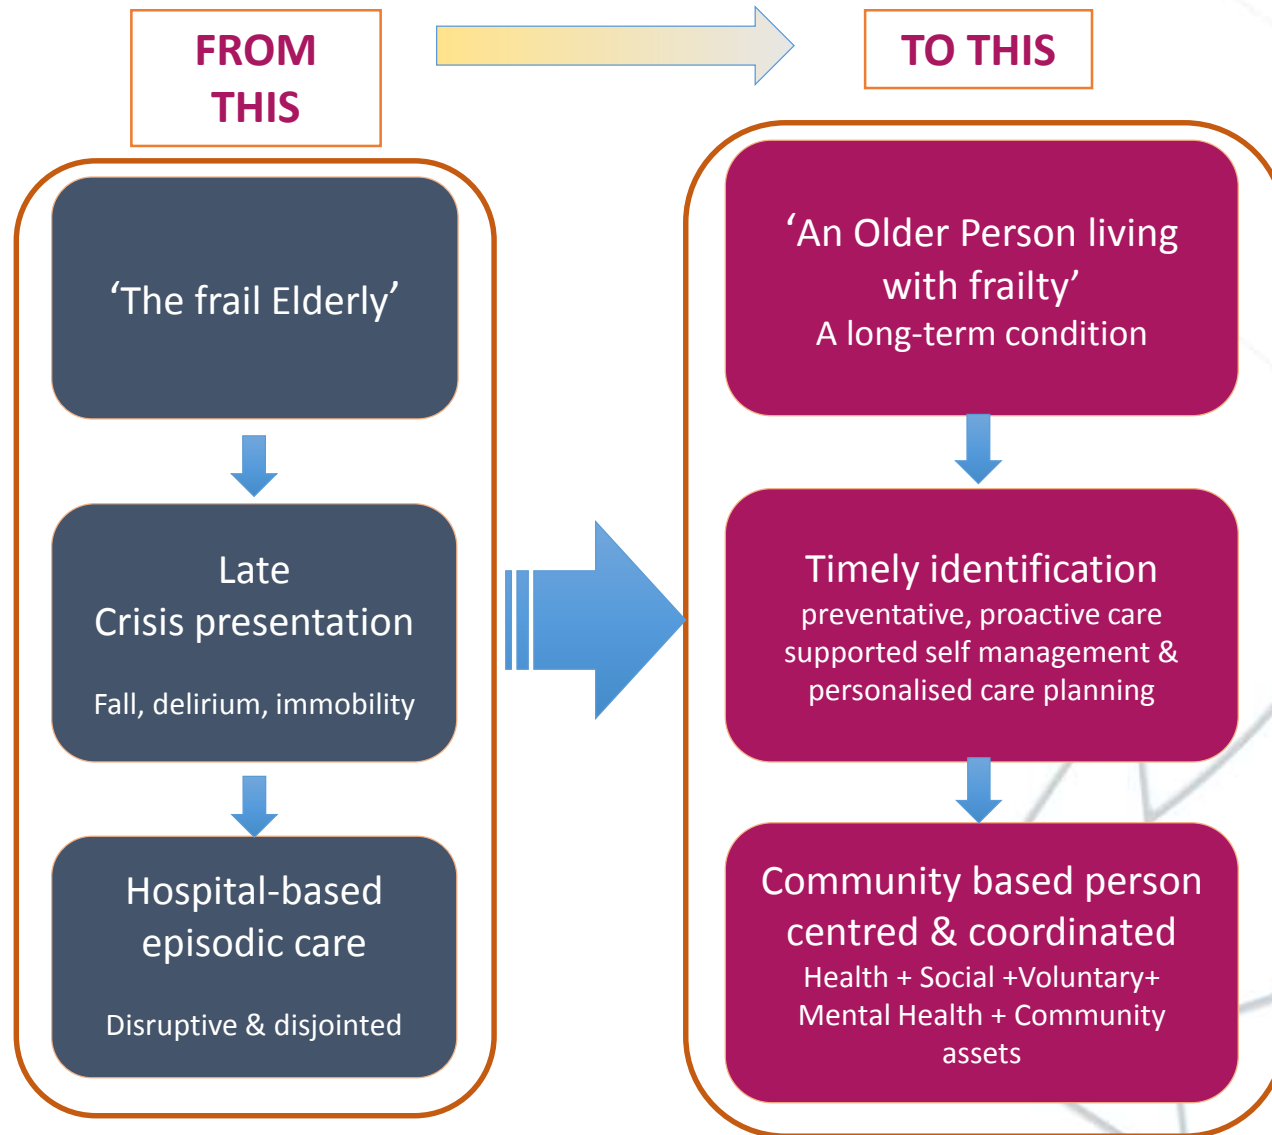 FROM
THIS
TO THIS
‘The frail Elderly’
Late
Crisis presentation
Fall, delirium, immobility
Hospital-based
episodic care
Disruptive & disjointed
‘An Older Person living
with frailty’
A long-term condition
Timely identification
preventative, proactive care
supported self management &
personalised care planning
Community based person
centred & coordinated
Health + Social +Voluntary+
Mental Health + Community
assets